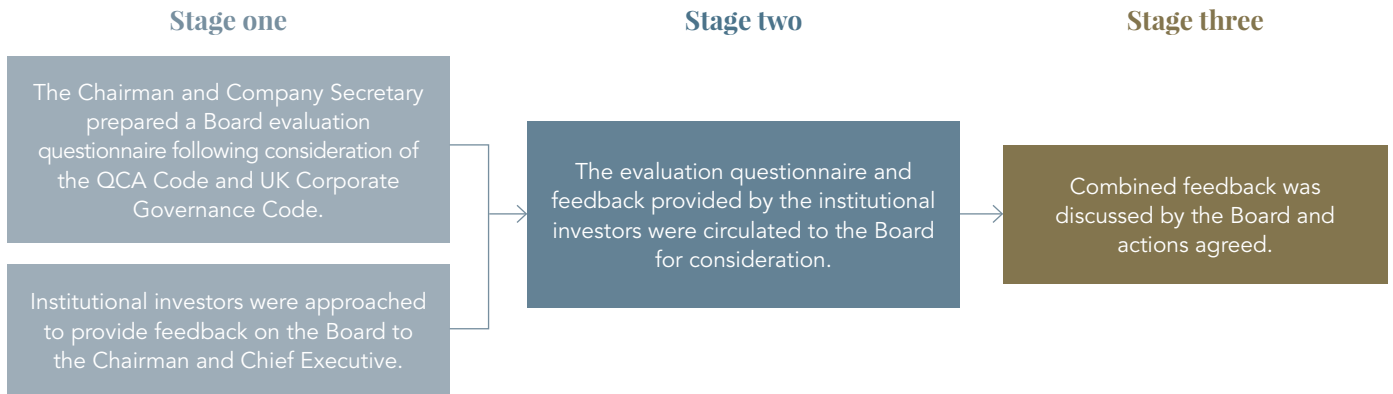 Stage one
The Chairman and Company Secretary
prepared a Board evaluation
questionnaire following consideration of
the QCA Code and UK Corporate
Governance Code.
Institutional investors were approached
to provide feedback on the Board to
the Chairman and Chief Executive.
Stage two
The evaluation questionnaire and
feedback provided by the institutional
investors were circulated to the Board
for consideration.
Stage three
Combined feedback was
discussed by the Board and
actions agreed.